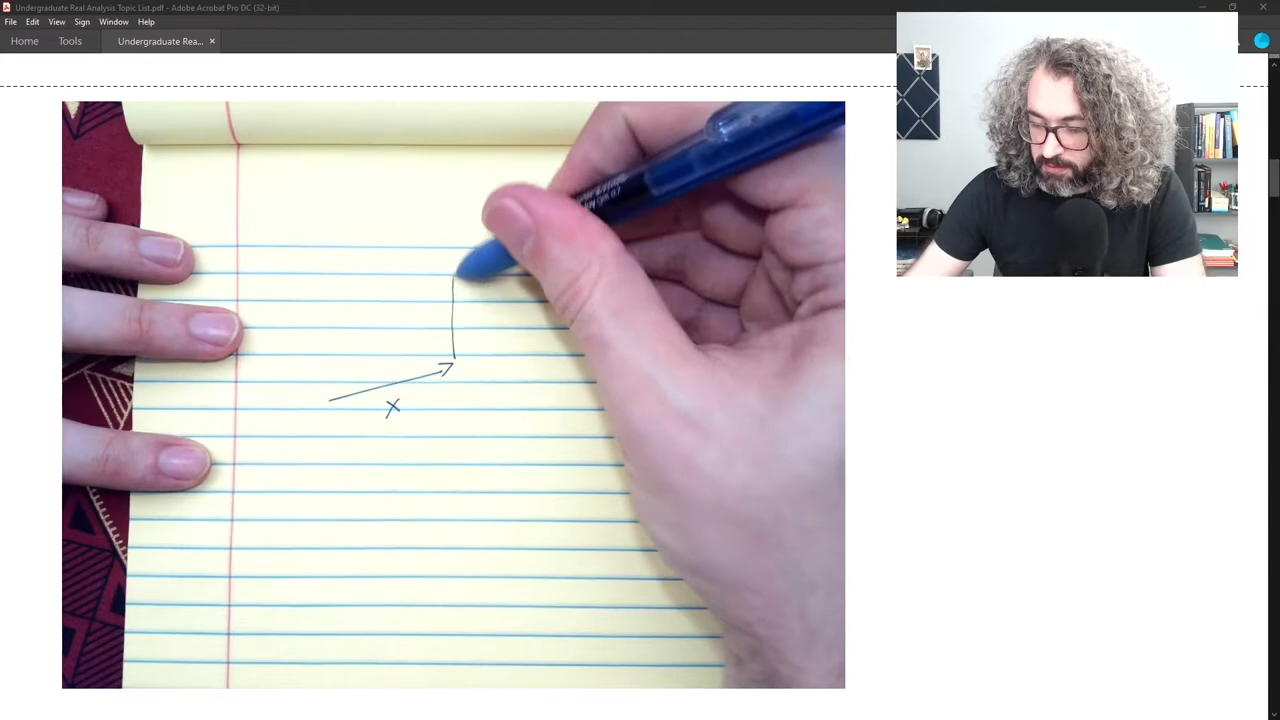 Undergraduate Real Analysis Topic List.pdf - Adobe Acrobat Pro DC (32-bit)
File Edit View Sign Window Help
Home Tools Undergraduate Rea... ×
x